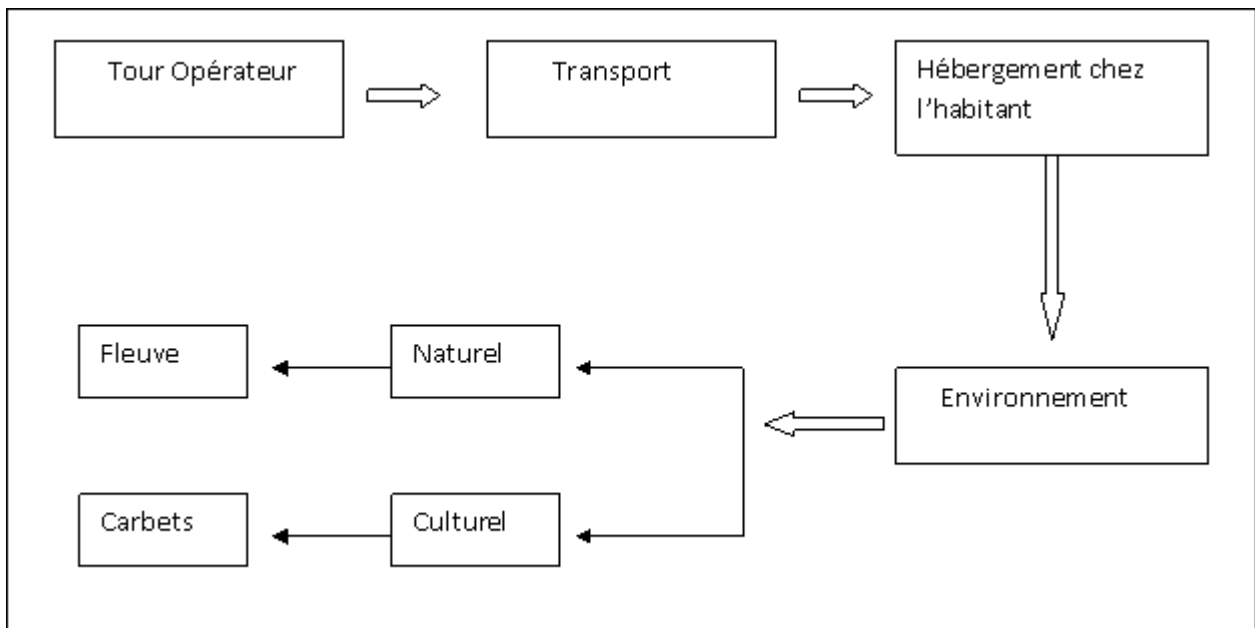 Tour Opérateur
Transport
Hébergement chez
l'habitant
Environnement
Naturel
Fleuve
Culturel
Carbets